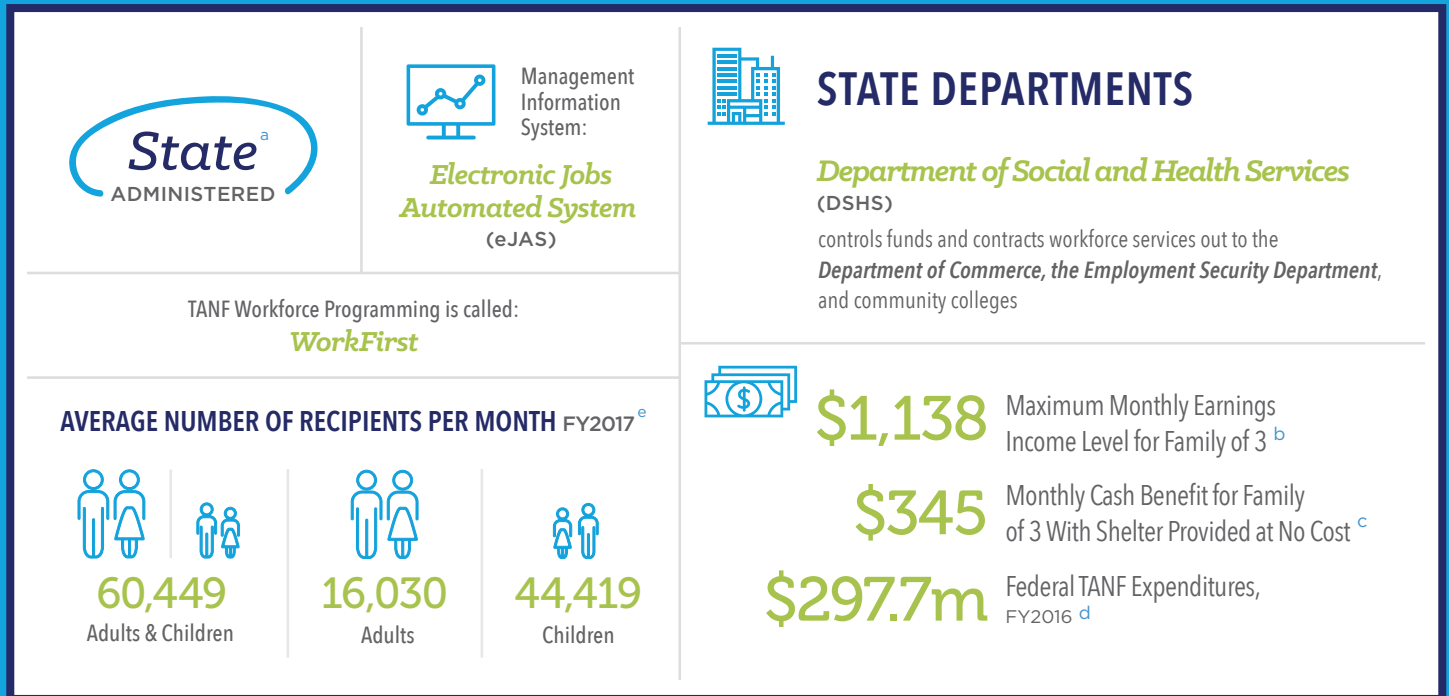 State a
ADMINISTERED
Management
Information
System:
Electronic Jobs
Automated System
(eJAS)
TANF Workforce Programming is called:
WorkFirst
AVERAGE NUMBER OF RECIPIENTS PER MONTH FY2017 e
60,449
Adults & Children
16,030
Adults
44,419
Children
STATE DEPARTMENTS
Department of Social and Health Services
(DSHS)
controls funds and contracts workforce services out to the
Department of Commerce, the Employment Security Department,
and community colleges
$
$1,138
Maximum Monthly Earnings
Income Level for Family of 3 b
$345
Monthly Cash Benefit for Family
of 3 With Shelter Provided at No Cost c
$297.7m
Federal TANF Expenditures,
FY2016 d